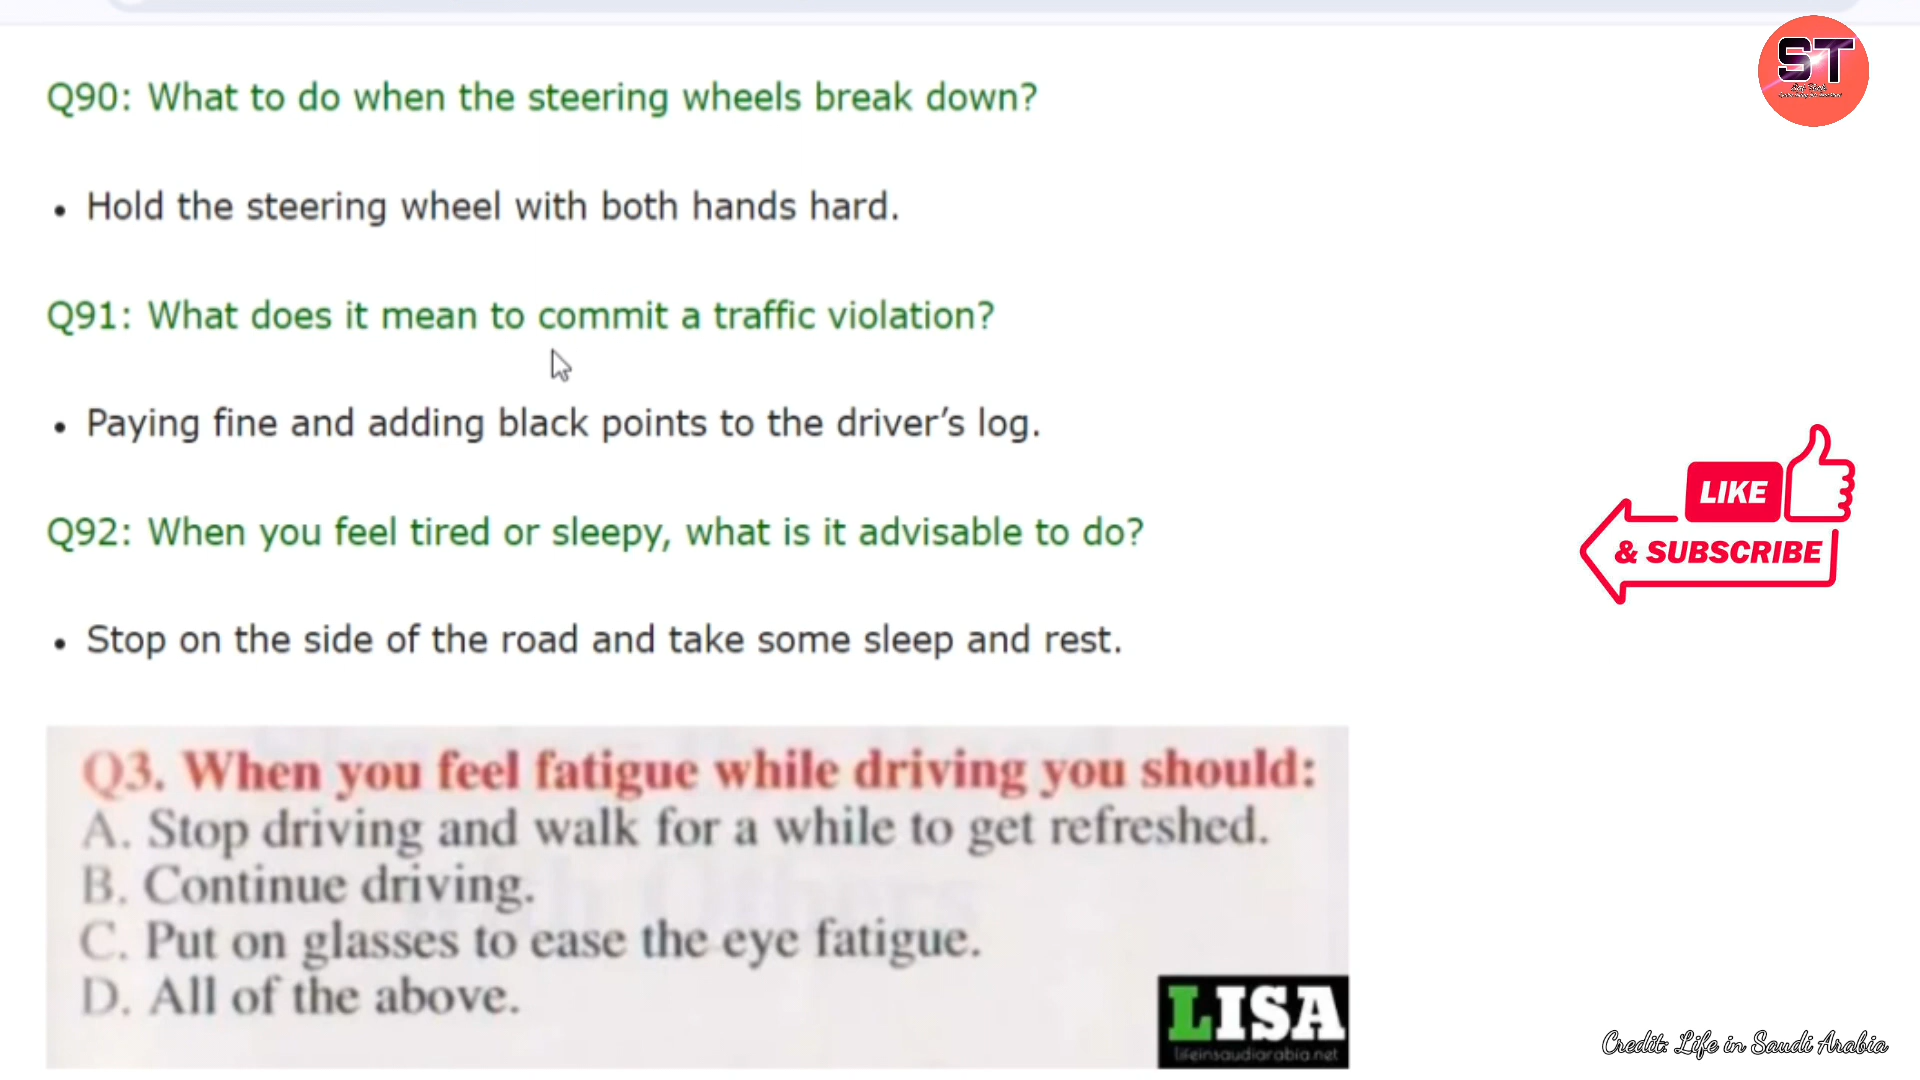 Q90: What to do when the steering wheels break down?
• Hold the steering wheel with both hands hard.
Q91: What does it mean to commit a traffic violation?
• Paying fine and adding black points to the driver’s log.
Q92: When you feel tired or sleepy, what is it advisable to do?
• Stop on the side of the road and take some sleep and rest.
Q3. When you feel fatigue while driving you should:
A. Stop driving and walk for a while to get refreshed.
B. Continue driving.
C. Put on glasses to ease the eye fatigue.
D. All of the above.
LISA
lifeinsaudiarabia.net
ST
LIKE
& SUBSCRIBE
Credit: Life in Saudi Arabia